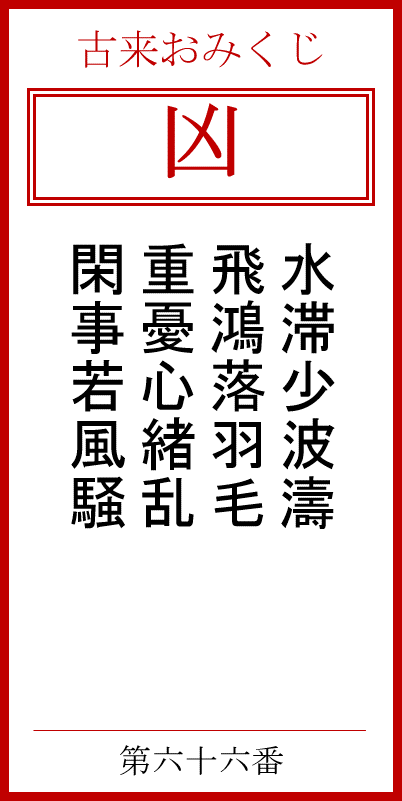 古来おみくじ
凶
水滞少波濤
飛鴻落羽毛
重憂心緒乱
閑事若風騒
第六十六番